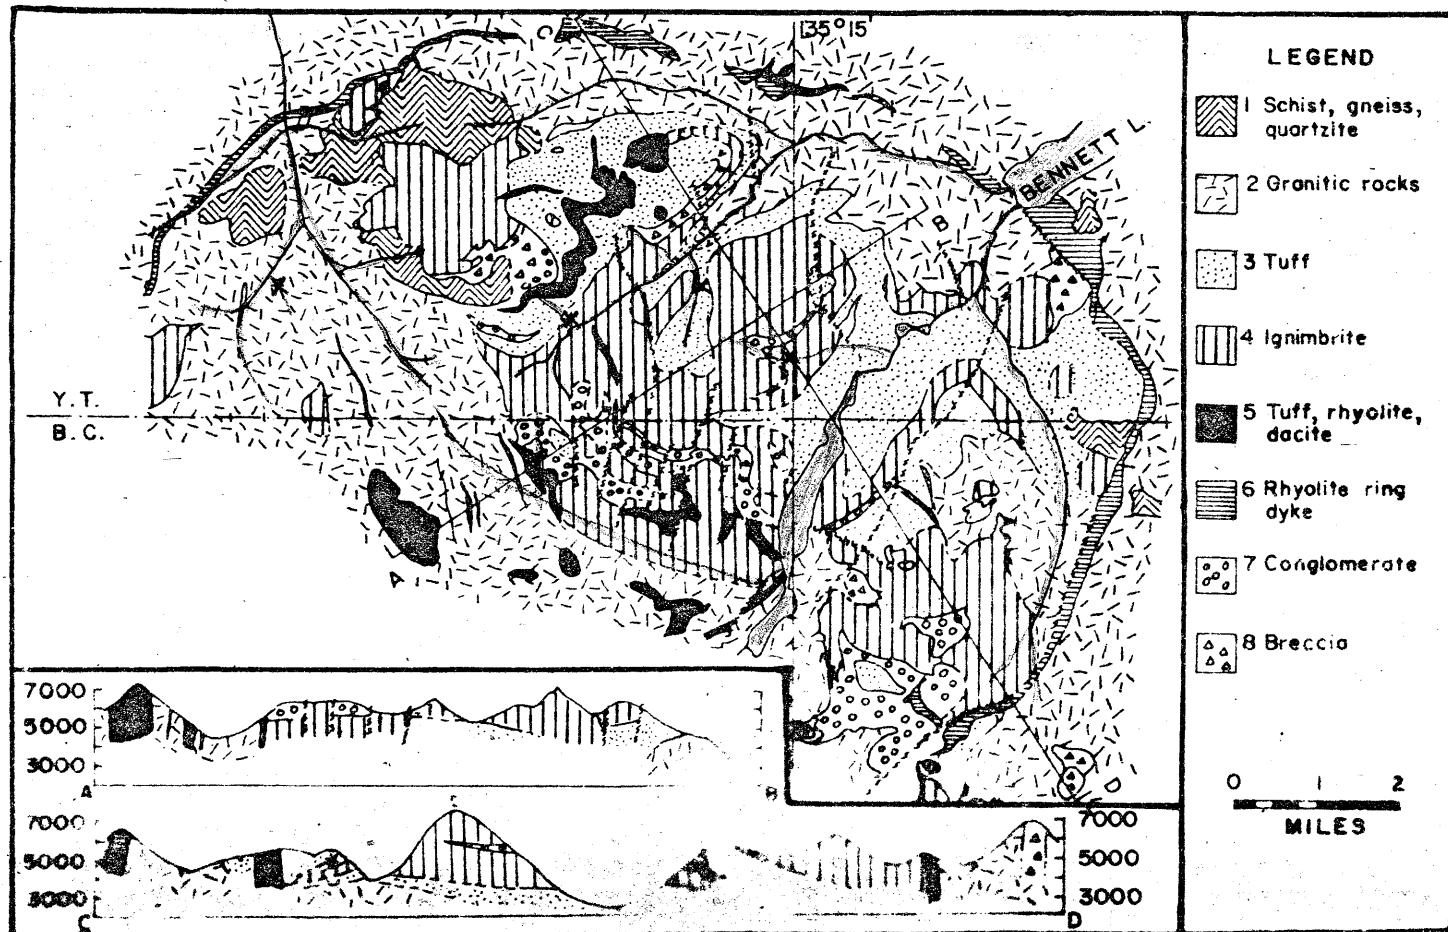 C
135° 15'
BENNETT L.
B
Y. T.
B. C.
A
D
7000
5000
3000
A
B
7000
5000
3000
C
7000
5000
3000
D
LEGEND
1 Schist, gneiss,
quartzite
2 Granitic rocks
3 Tuff
4 Ignimbrite
5 Tuff, rhyolite,
dacite
6 Rhyolite ring
dyke
7 Conglomerate
8 Breccia
0 1 2
MILES